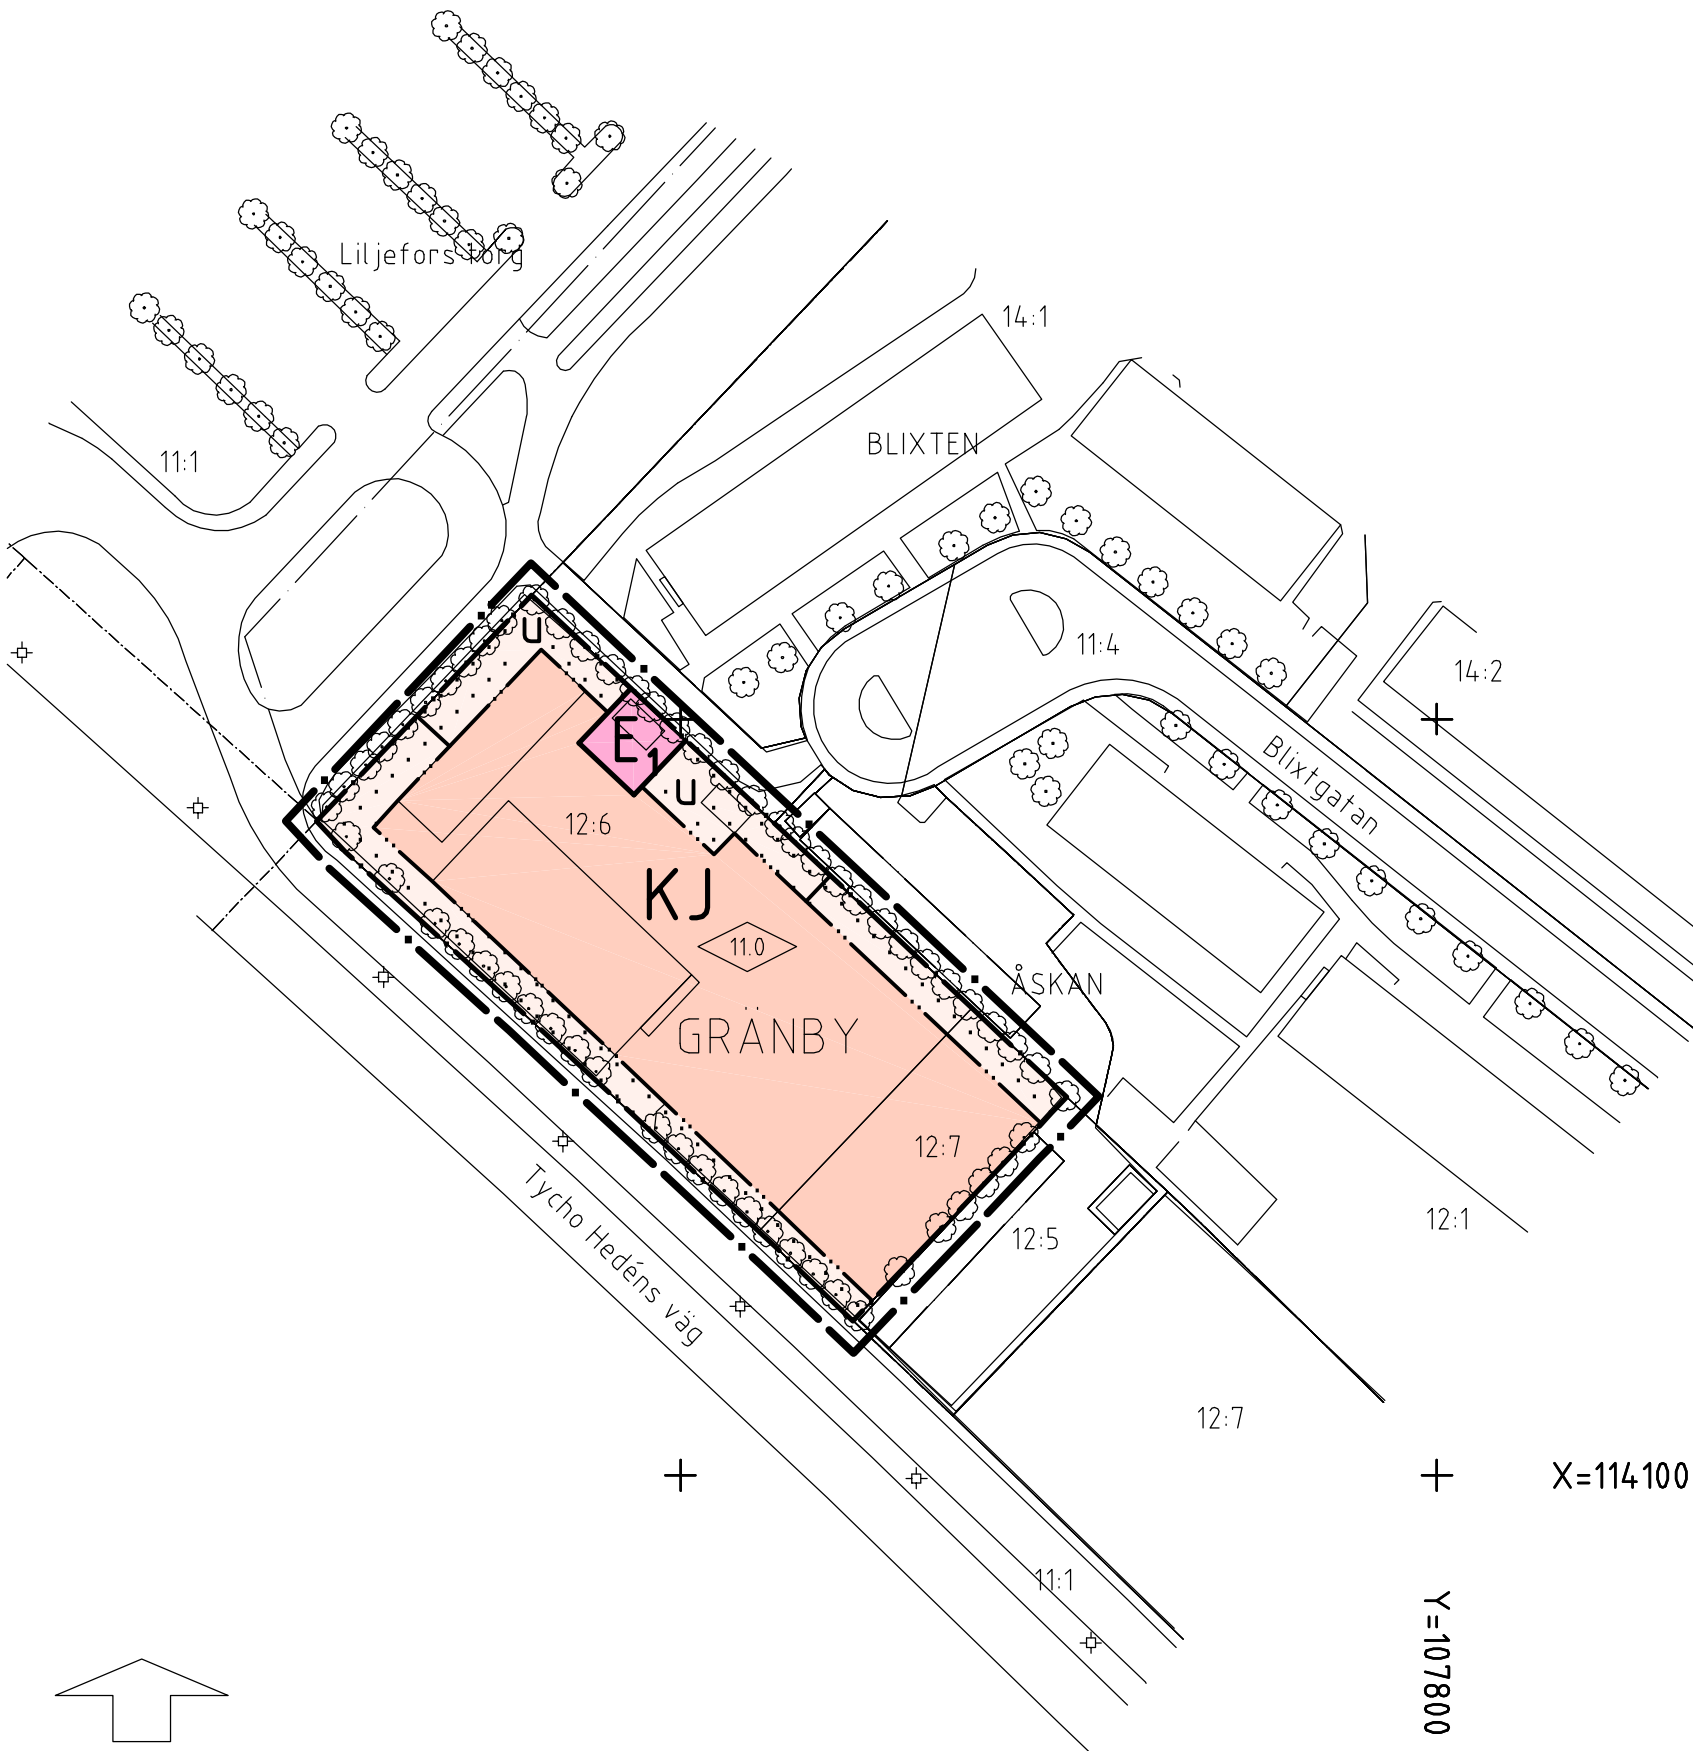 Liljefors torg
14:1
BLIXTEN
11:1
u
11:4
14:2
E1
u
Blixtgatan
12:6
KJ
11.0
ÅSKAN
GRÄNBY
12:7
Tycho Hedéns väg
12:5
12:1
12:7
X=114100
11:1
Y=107800